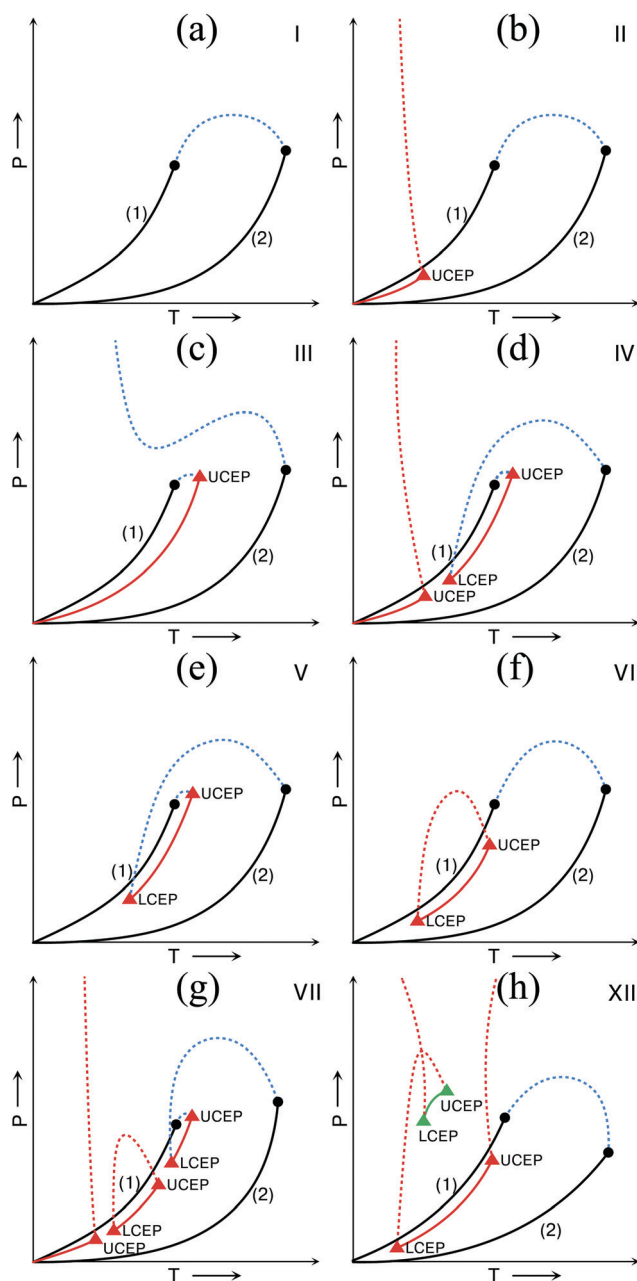 (a) I
P
(1)
(2)
T
(b) II
P
(1)
(2)
UCEP
T
(c) III
P
UCEP
(1)
(2)
T
(d) IV
P
UCEP
(1)
LCEP
UCEP
(2)
T
(e) V
P
UCEP
(1)
LCEP
(2)
T
(f) VI
P
(1)
UCEP
LCEP
(2)
T
(g) VII
P
UCEP
LCEP
(1)
UCEP
(2)
LCEP
UCEP
T
(h) XII
P
UCEP
LCEP
UCEP
(1)
(2)
LCEP
T